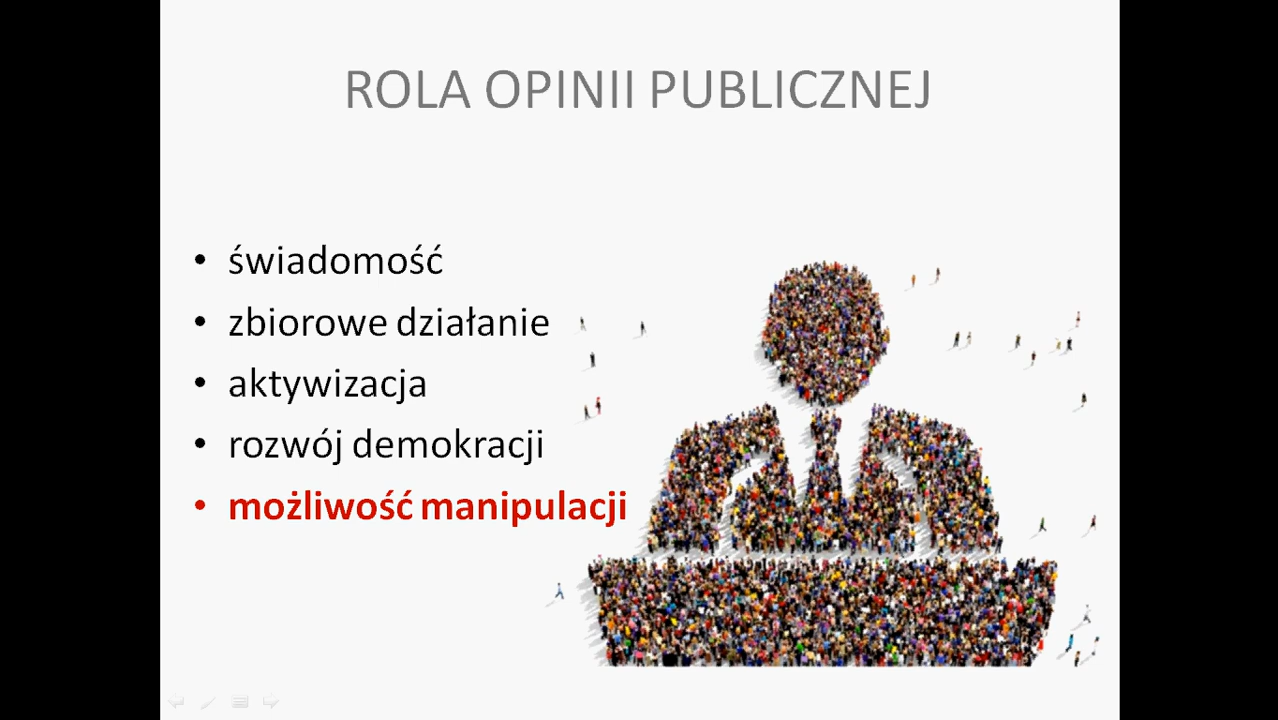 ROLA OPINII PUBLICZNEJ
• świadomość
• zbiorowe działanie
• aktywizacja
• rozwój demokracji
• możliwość manipulacji